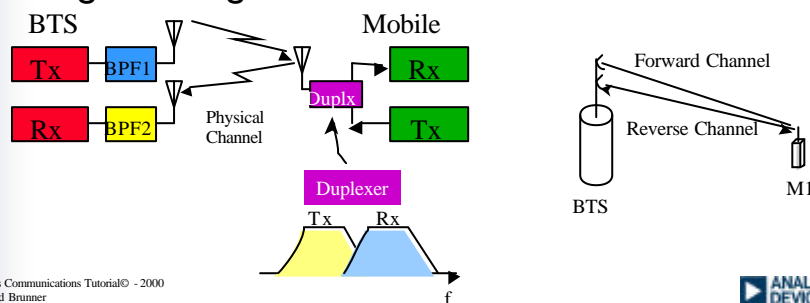 BTS
Mobile
Tx
BPF1
Rx
Duplx
Rx
BPF2
Tx
Physical
Channel
Duplexer
Tx
Rx
f
Forward Channel
Reverse Channel
BTS
M1
Communications Tutorial© - 2000
Brunner